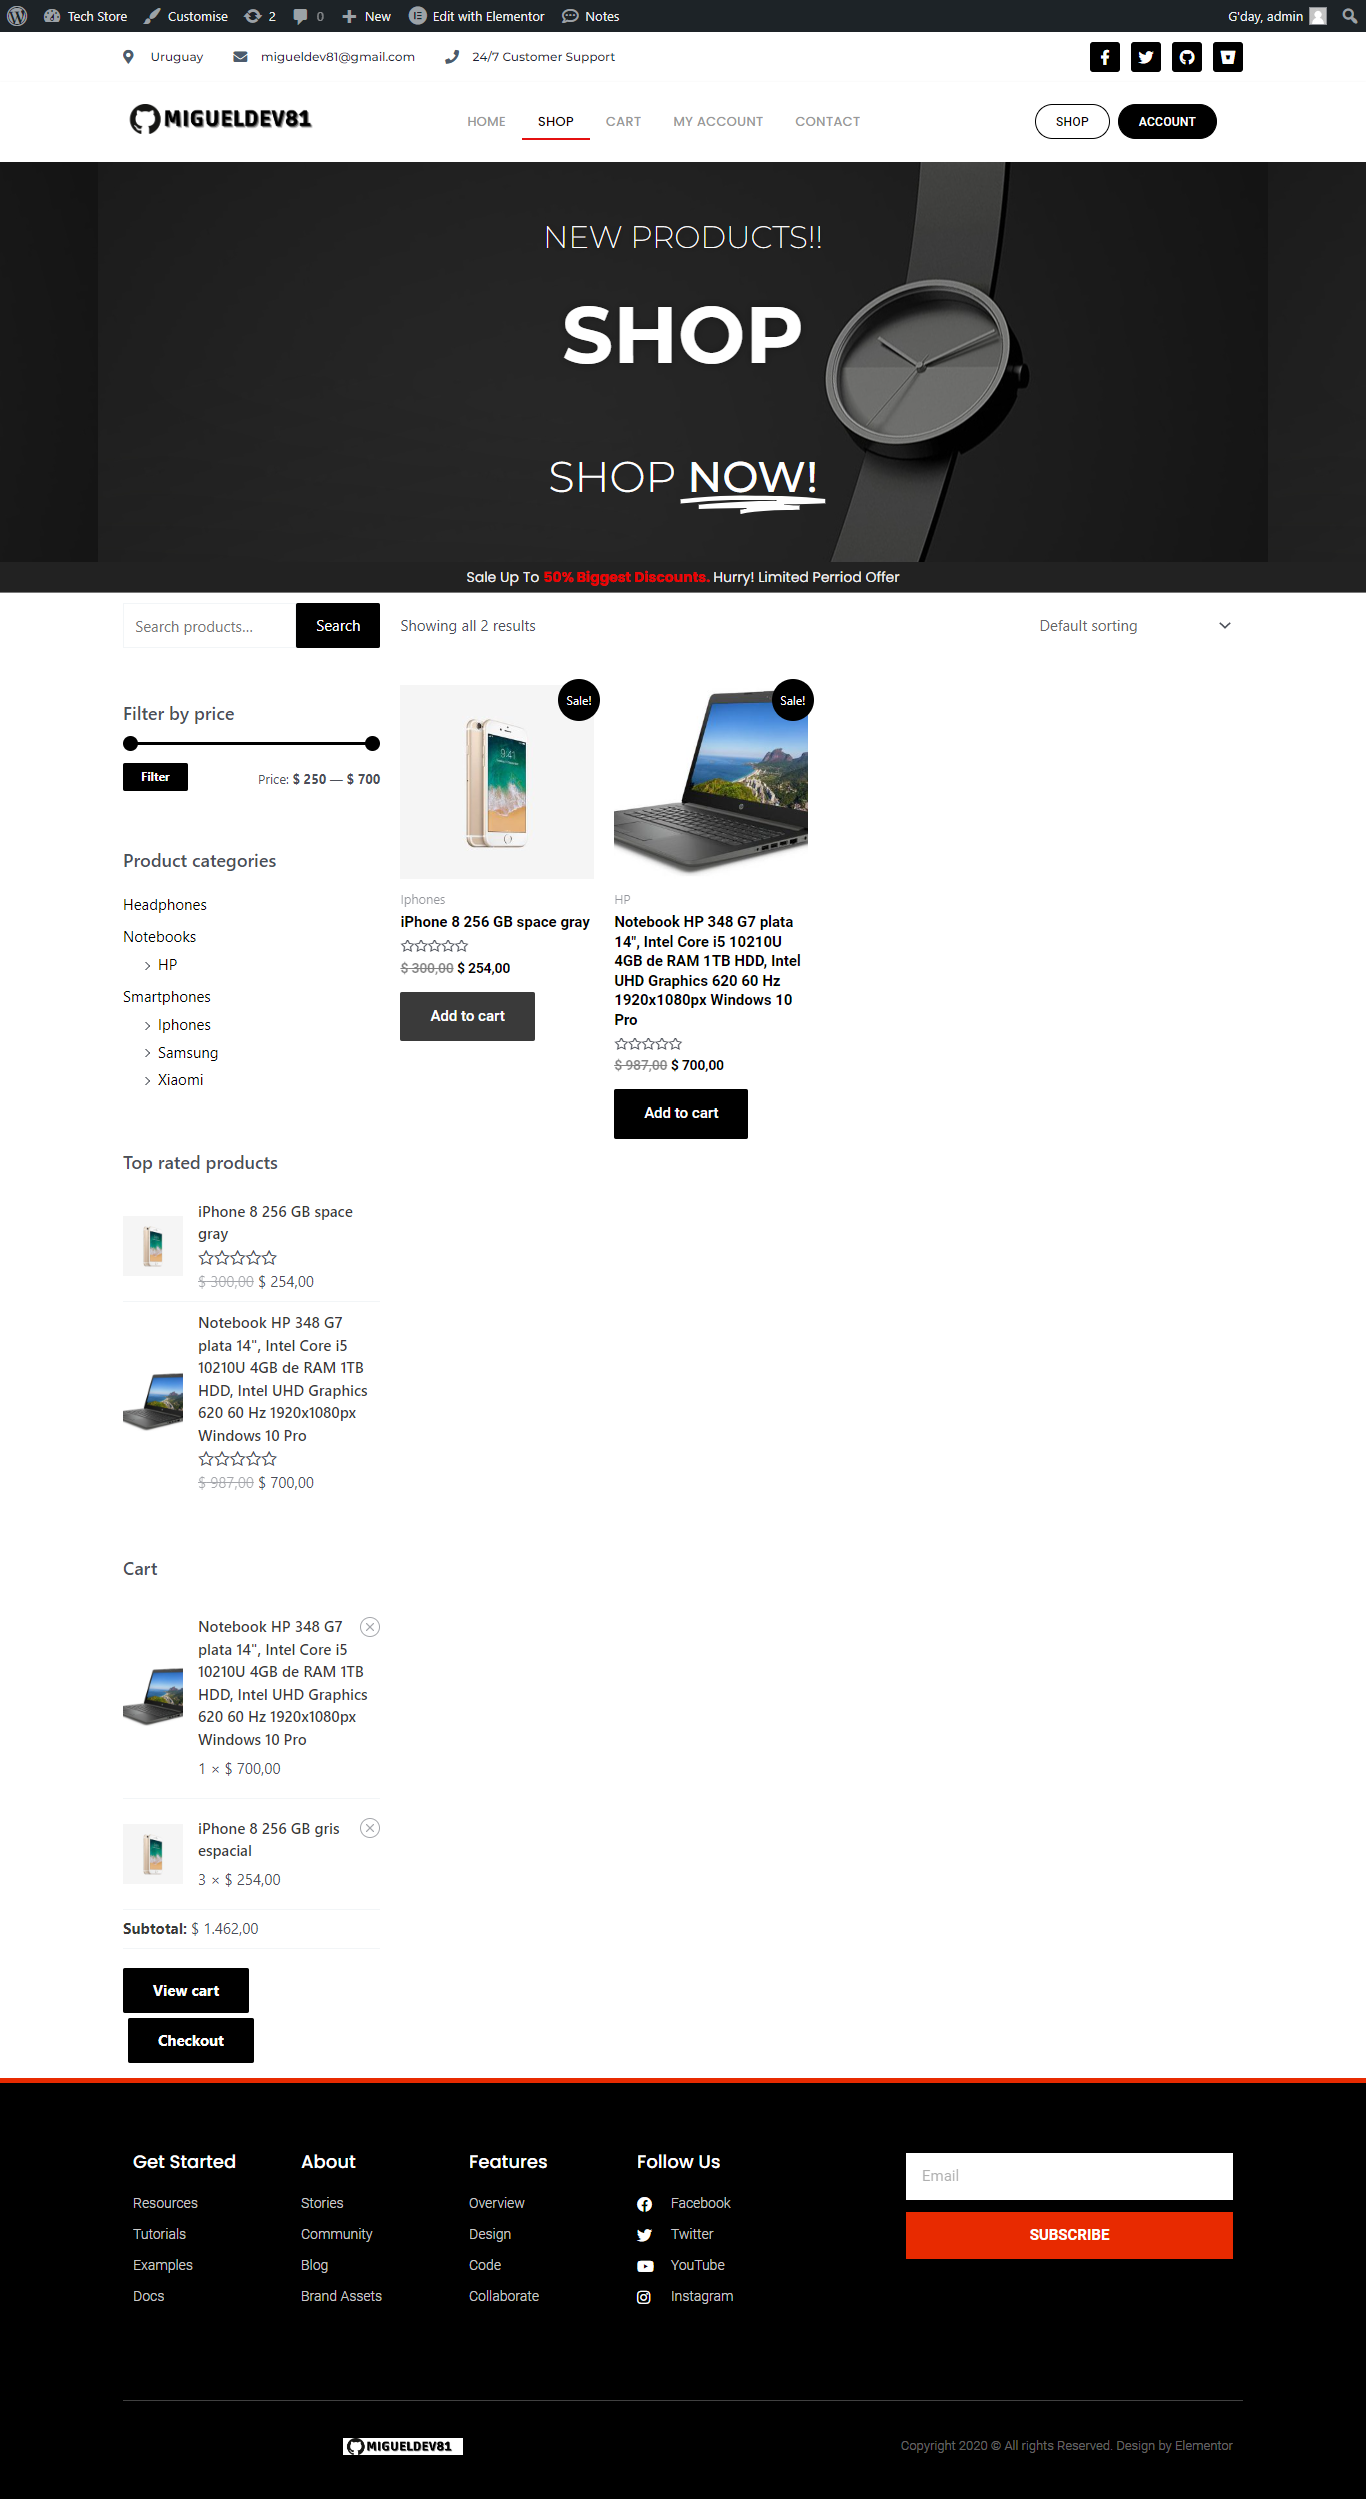 Tech Store Customise 2 0 New Edit with Elementor Notes G'day, admin
Uruguay migueldev81@gmail.com 24/7 Customer Support
MIGUELDEV81 HOME SHOP CART MY ACCOUNT CONTACT SHOP ACCOUNT
NEW PRODUCTS!!
SHOP
SHOP NOW!
Sale Up To 50% Biggest Discounts. Hurry! Limited Perriod Offer
Search products... Search
Filter by price
Filter Price: $ 250 — $ 700
Product categories
Headphones
Notebooks
HP
Smartphones
Iphones
Samsung
Xiaomi
Top rated products
iPhone 8 256 GB space
gray
$ 300,00 $ 254,00
Notebook HP 348 G7
plata 14", Intel Core i5
10210U 4GB de RAM 1TB
HDD, Intel UHD Graphics
620 60 Hz 1920x1080px
Windows 10 Pro
$ 987,00 $ 700,00
Cart
Notebook HP 348 G7
plata 14", Intel Core i5
10210U 4GB de RAM 1TB
HDD, Intel UHD Graphics
620 60 Hz 1920x1080px
Windows 10 Pro
1 × $ 700,00
iPhone 8 256 GB gris
espacial
3 × $ 254,00
Subtotal: $ 1.462,00
View cart
Checkout
Showing all 2 results Default sorting
Sale!
9:41
Iphones
iPhone 8 256 GB space gray
$ 300,00 $ 254,00
Add to cart
Sale!
HP
Notebook HP 348 G7 plata
14", Intel Core i5 10210U
4GB de RAM 1TB HDD, Intel
UHD Graphics 620 60 Hz
1920x1080px Windows 10
Pro
$ 987,00 $ 700,00
Add to cart
Get Started
Resources
Tutorials
Examples
Docs
About
Stories
Community
Blog
Brand Assets
Features
Overview
Design
Code
Collaborate
Follow Us
Facebook
Twitter
YouTube
Instagram
Email
SUBSCRIBE
MIGUELDEV81
Copyright 2020 © All rights Reserved. Design by Elementor